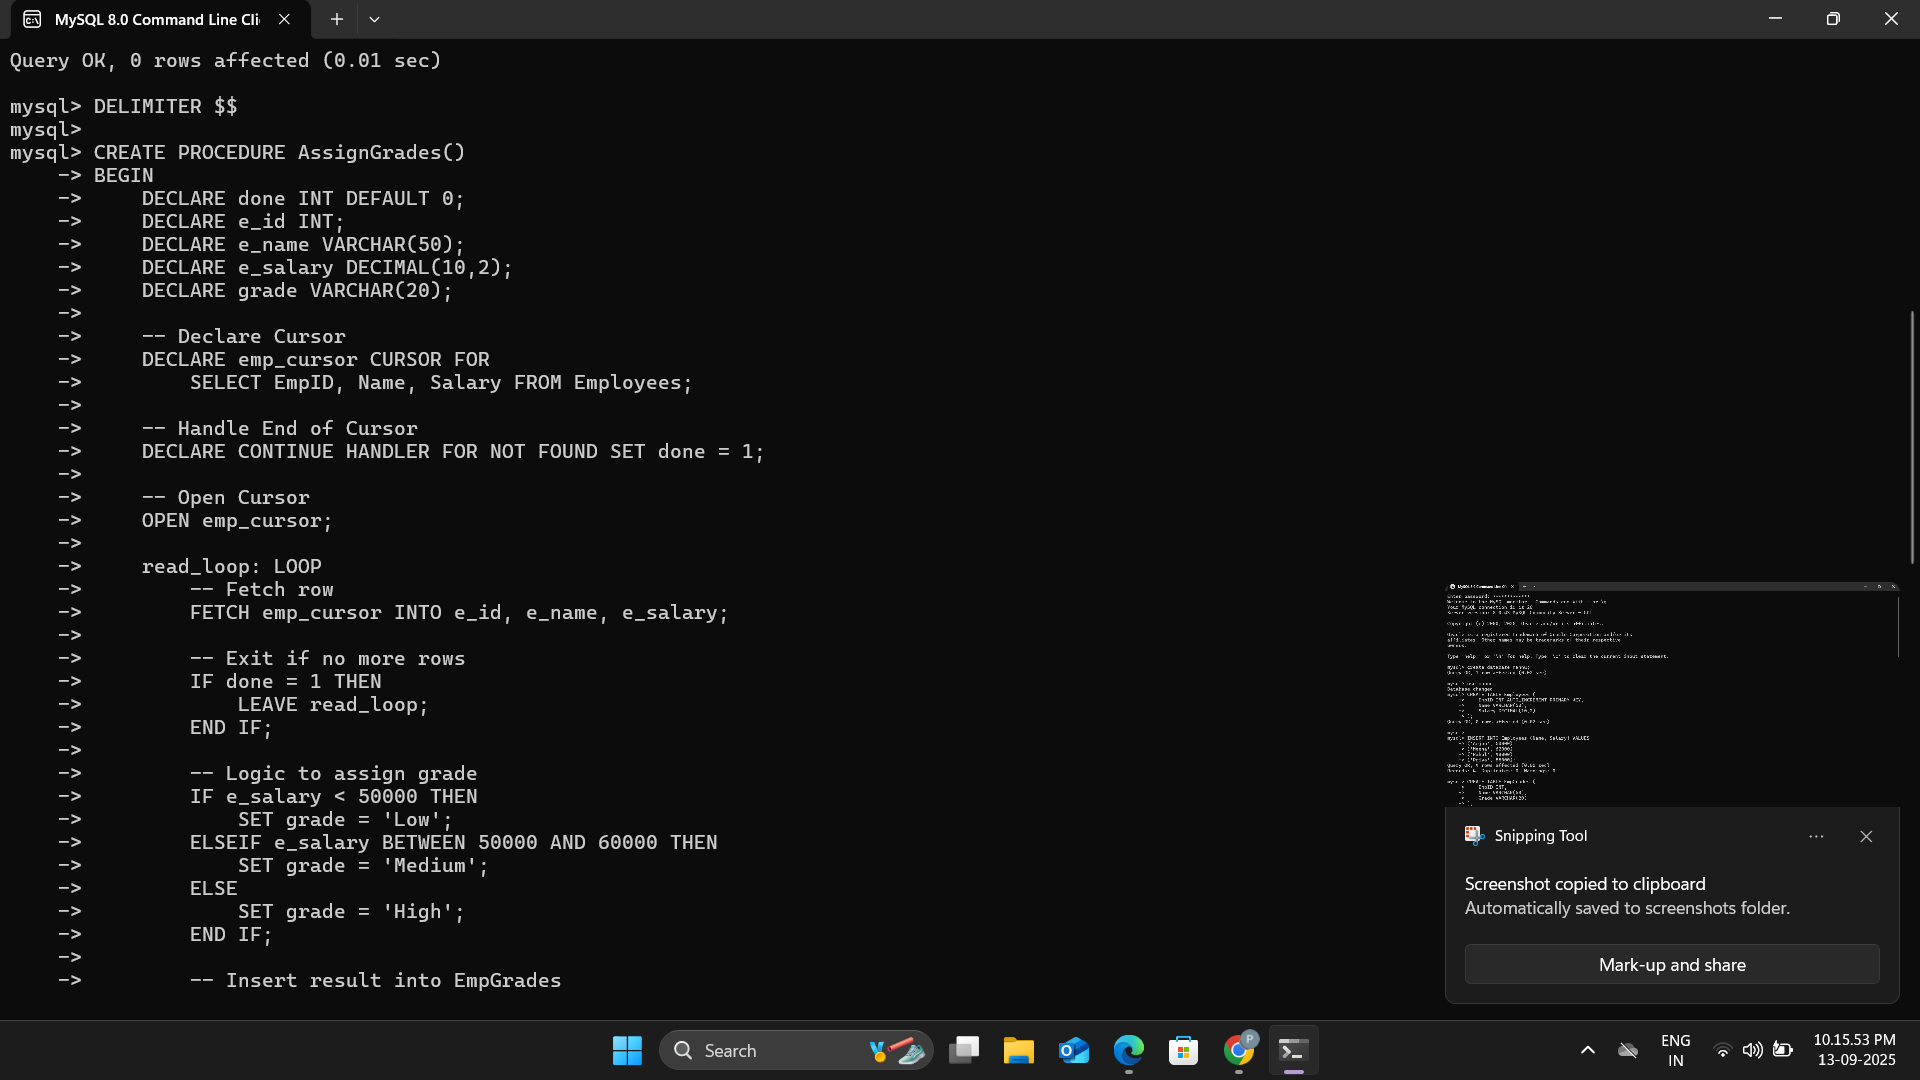 MySQL 8.0 Command Line Cli
Query OK, 0 rows affected (0.01 sec)
mysql> DELIMITER $$
mysql>
mysql> CREATE PROCEDURE AssignGrades()
-> BEGIN
-> DECLARE done INT DEFAULT 0;
-> DECLARE e_id INT;
-> DECLARE e_name VARCHAR(50);
-> DECLARE e_salary DECIMAL(10,2);
-> DECLARE grade VARCHAR(20);
->
-> -- Declare Cursor
-> DECLARE emp_cursor CURSOR FOR
-> SELECT EmpID, Name, Salary FROM Employees;
->
-> -- Handle End of Cursor
-> DECLARE CONTINUE HANDLER FOR NOT FOUND SET done = 1;
->
-> -- Open Cursor
-> OPEN emp_cursor;
->
-> read_loop: LOOP
-> -- Fetch row
-> FETCH emp_cursor INTO e_id, e_name, e_salary;
->
-> -- Exit if no more rows
-> IF done = 1 THEN
-> LEAVE read_loop;
-> END IF;
->
-> -- Logic to assign grade
-> IF e_salary < 50000 THEN
-> SET grade = 'Low';
-> ELSEIF e_salary BETWEEN 50000 AND 60000 THEN
-> SET grade = 'Medium';
-> ELSE
-> SET grade = 'High';
-> END IF;
->
-> -- Insert result into EmpGrades
Snipping Tool
Screenshot copied to clipboard
Automatically saved to screenshots folder.
Mark-up and share
Search
P
ENG
IN
10.15.53 PM
13-09-2025